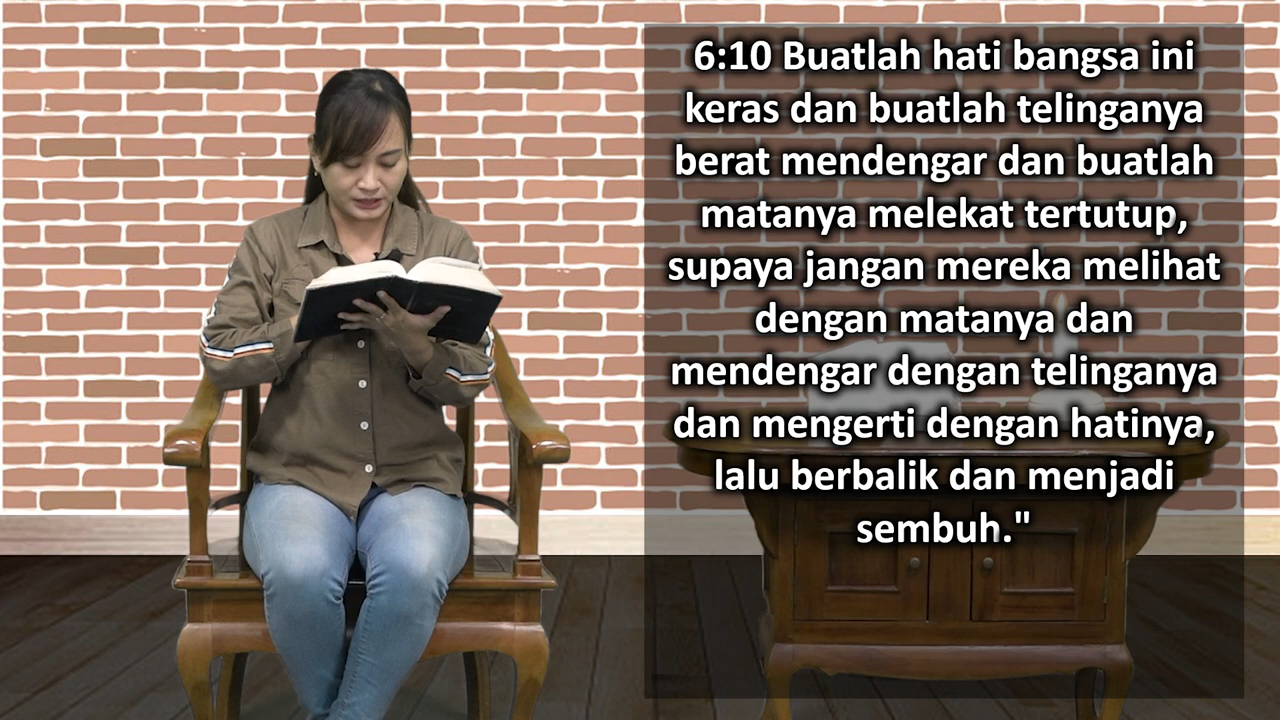 6:10 Buatlah hati bangsa ini
keras dan buatlah telinganya
berat mendengar dan buatlah
matanya melekat tertutup,
supaya jangan mereka melihat
dengan matanya dan
mendengar dengan telinganya
dan mengerti dengan hatinya,
lalu berbalik dan menjadi
sembuh."